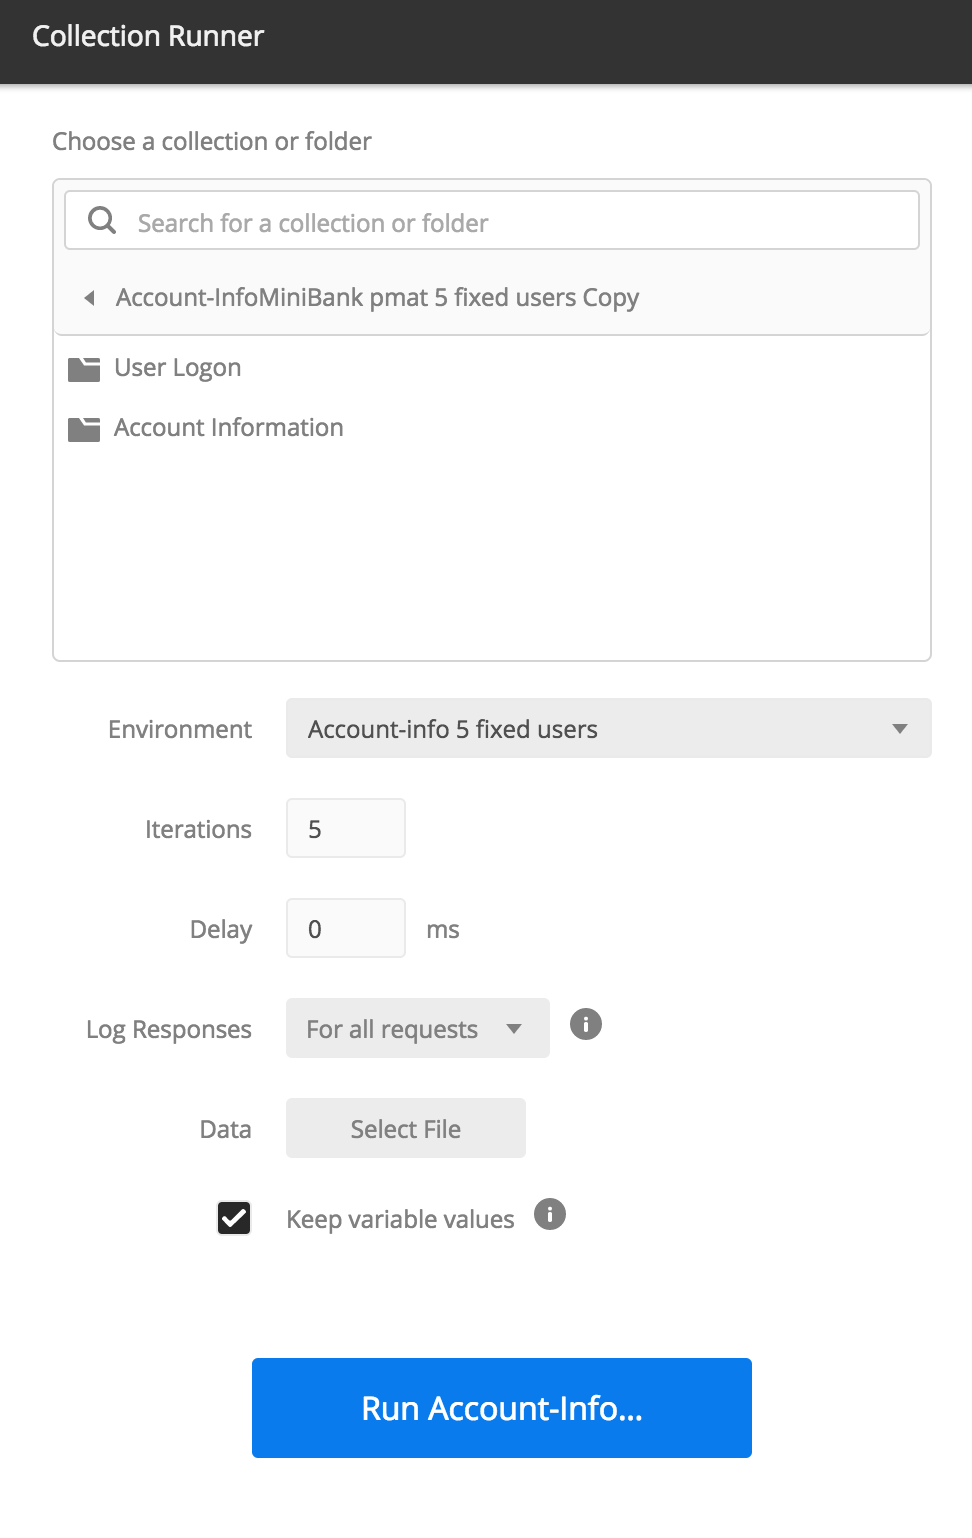 Collection Runner
Choose a collection or folder
Search for a collection or folder
Account-InfoMiniBank pmat 5 fixed users Copy
User Logon
Account Information
Environment Account-info 5 fixed users
Iterations 5
Delay 0 ms
Log Responses For all requests
Data Select File
Keep variable values
Run Account-Info...